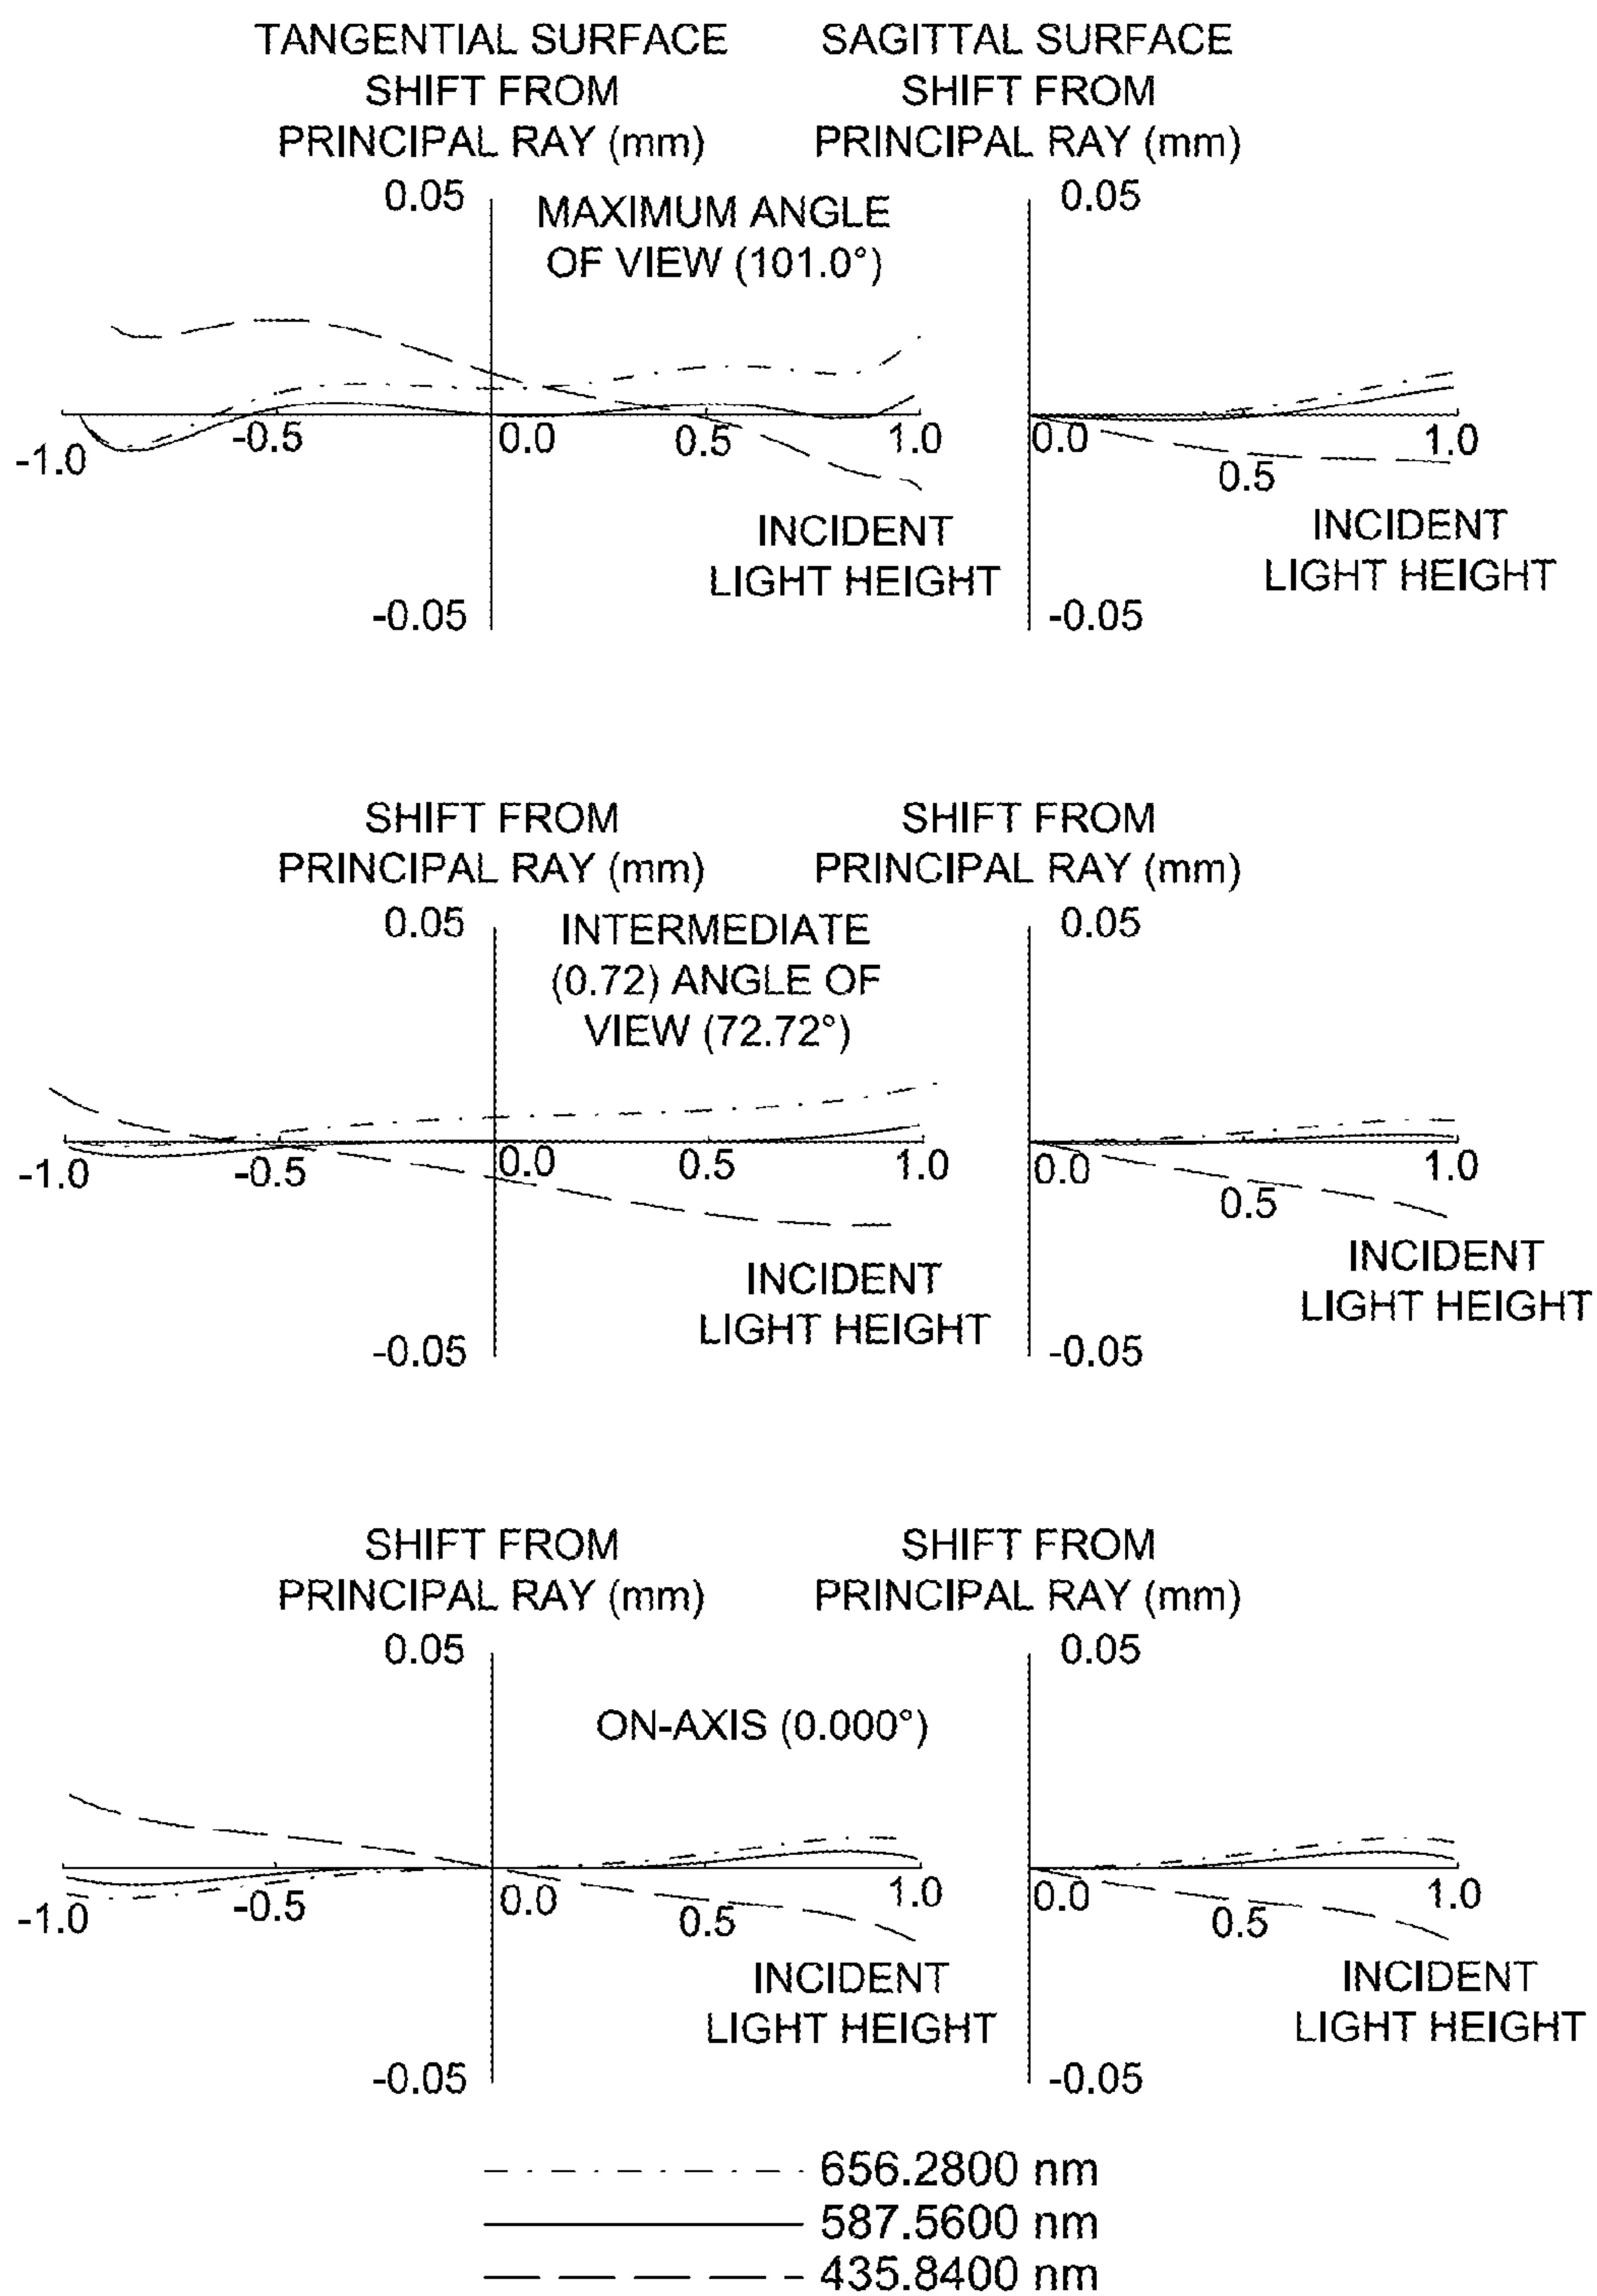 TANGENTIAL SURFACE
SHIFT FROM
PRINCIPAL RAY (mm)
SAGITTAL SURFACE
SHIFT FROM
PRINCIPAL RAY (mm)
0.05
MAXIMUM ANGLE
OF VIEW (101.0°)
0.05
-1.0
-0.5
0.0
0.5
1.0
0.0
0.5
1.0
INCIDENT
LIGHT HEIGHT
INCIDENT
LIGHT HEIGHT
-0.05
-0.05
SHIFT FROM
PRINCIPAL RAY (mm)
SHIFT FROM
PRINCIPAL RAY (mm)
0.05
INTERMEDIATE
(0.72) ANGLE OF
VIEW (72.72°)
0.05
-1.0
-0.5
0.0
0.5
1.0
0.0
0.5
1.0
INCIDENT
LIGHT HEIGHT
INCIDENT
LIGHT HEIGHT
-0.05
-0.05
SHIFT FROM
PRINCIPAL RAY (mm)
SHIFT FROM
PRINCIPAL RAY (mm)
0.05
0.05
ON-AXIS (0.000°)
-1.0
-0.5
0.0
0.5
1.0
0.0
0.5
1.0
INCIDENT
LIGHT HEIGHT
INCIDENT
LIGHT HEIGHT
-0.05
-0.05
656.2800 nm
587.5600 nm
435.8400 nm